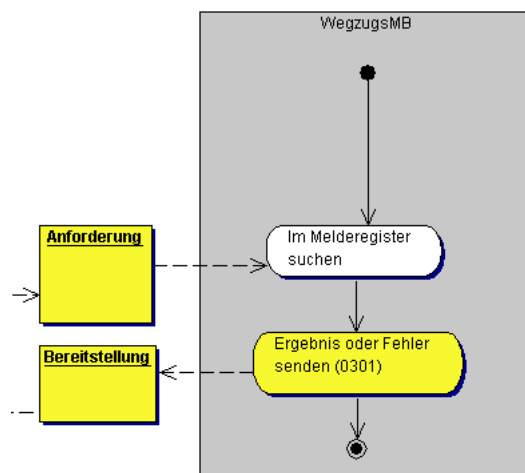 WegzugsMB
Anforderung
Im Melderegister
suchen
Bereitstellung
Ergebnis oder Fehler
senden (0301)